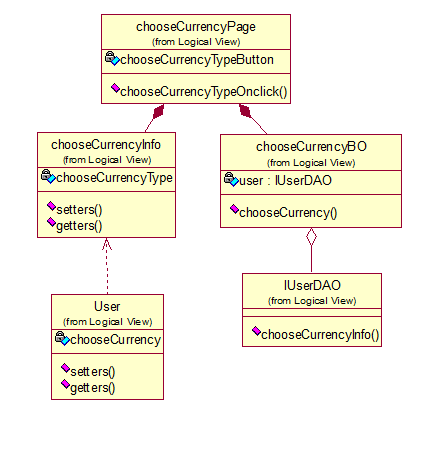 chooseCurrencyPage
(from Logical View)
chooseCurrencyTypeButton
chooseCurrencyTypeOnclick()
chooseCurrencyInfo
(from Logical View)
chooseCurrencyType
setters()
getters()
chooseCurrencyBO
(from Logical View)
user : IUserDAO
chooseCurrency()
User
(from Logical View)
chooseCurrency
setters()
getters()
IUserDAO
(from Logical View)
chooseCurrencyInfo()